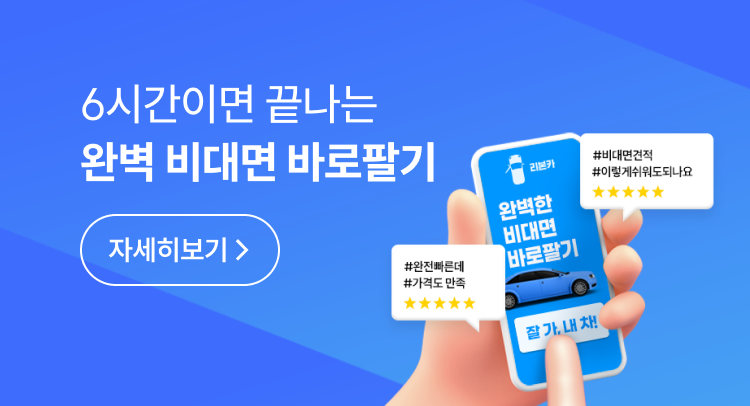 6시간이면 끝나는
완벽 비대면 바로팔기
자세히보기
리본카
완벽한
비대면
바로팔기
잘 가, 내 차!
#비대면견적
#이렇게쉬워도되나요
#완전빠른데
#가격도 만족